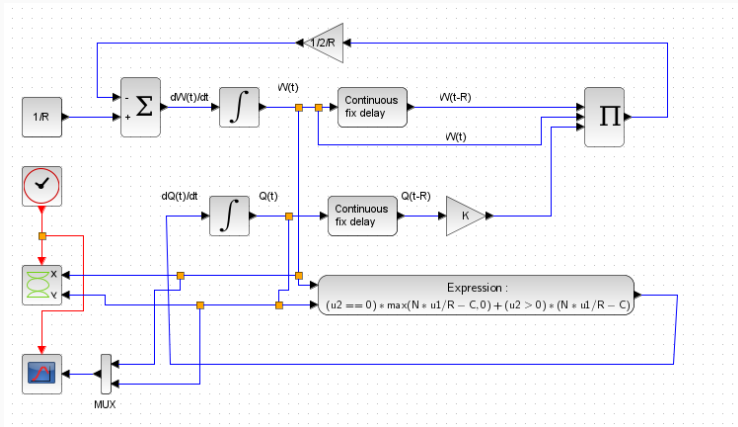 1/2/R
1/R
-
+
Σ
dW(t)/dt
∫
W(t)
Continuous
fix delay
W(t-R)
W(t)
Π
dQ(t)/dt
∫
Q(t)
Continuous
fix delay
Q(t-R)
K
X
Y
Expression :
(u2 == 0) * max(N * u1/R − C, 0) + (u2 > 0) * (N * u1/R − C)
MUX